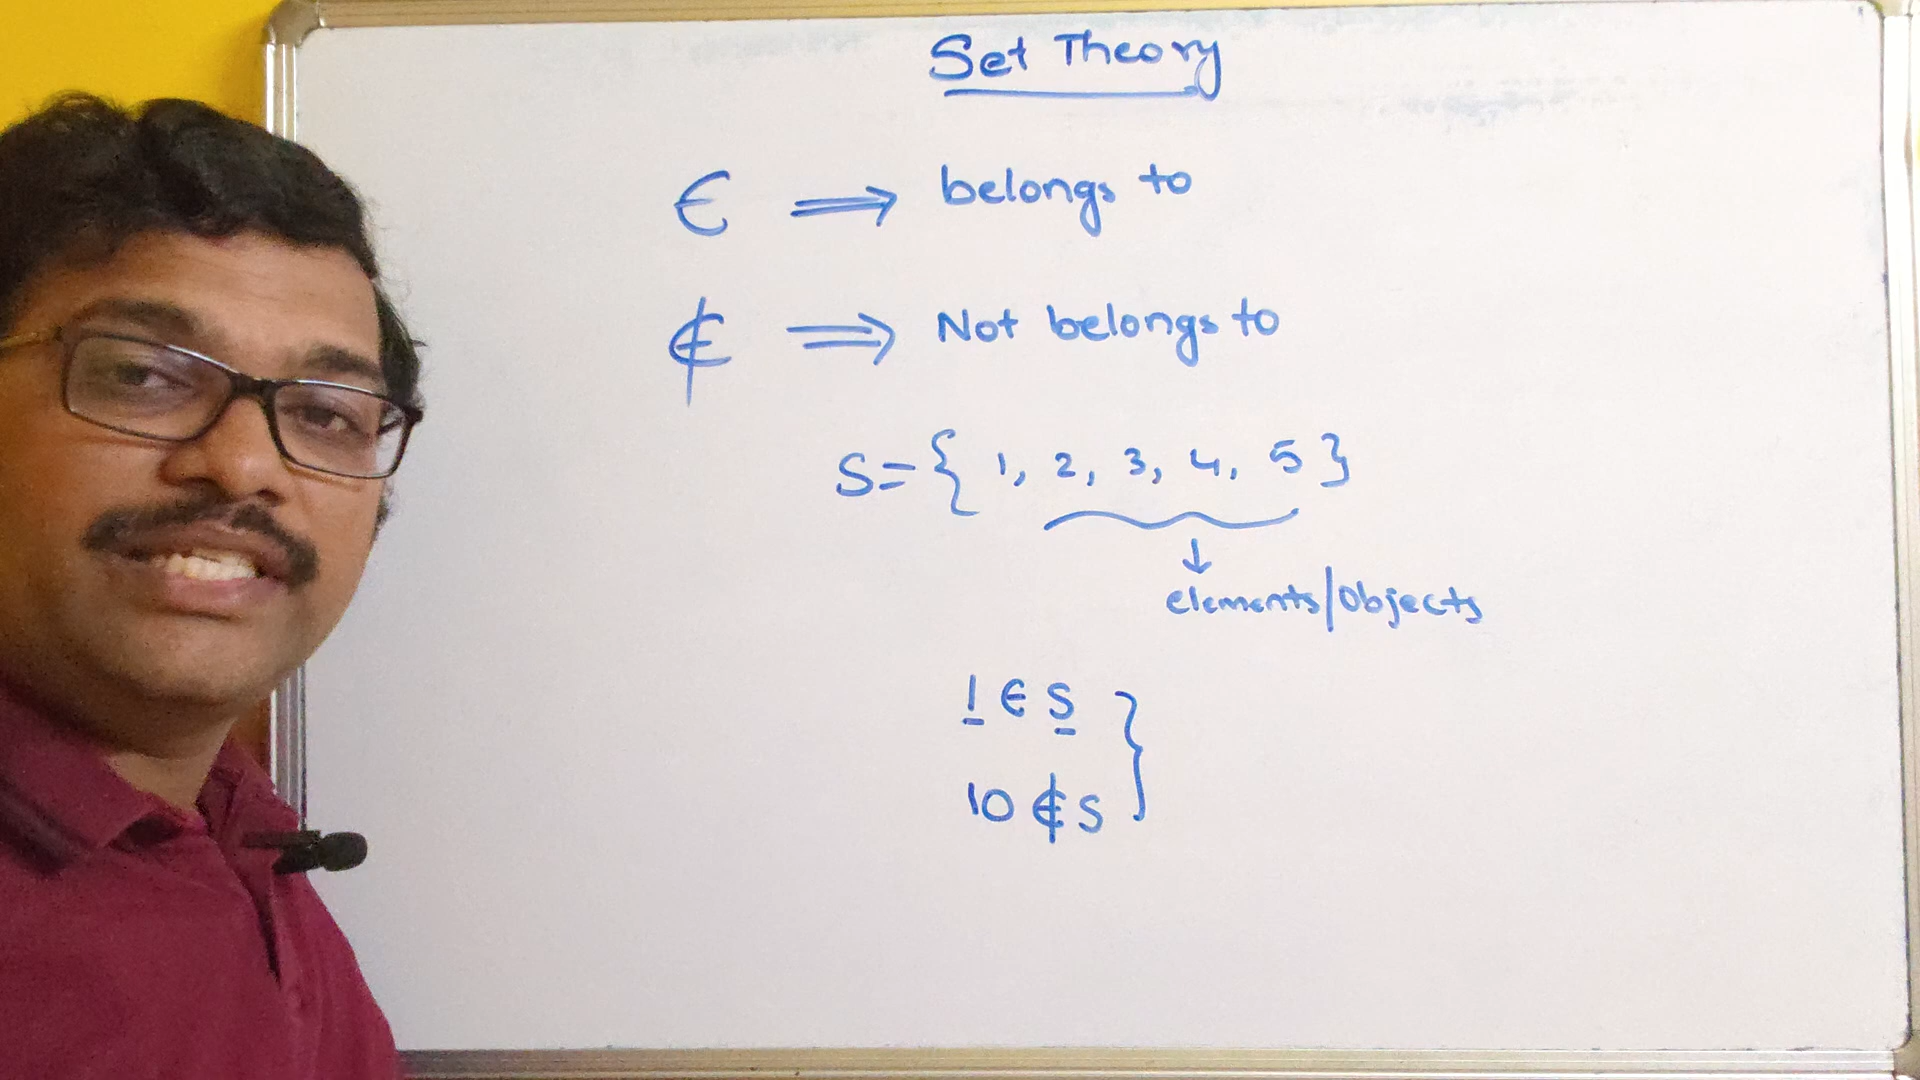 Set Theory
∈ ⟹ belongs to
∉ ⟹ Not belongs to
S = { 1, 2, 3, 4, 5 }
↓
elements/Objects
1 ∈ S
10 ∉ S